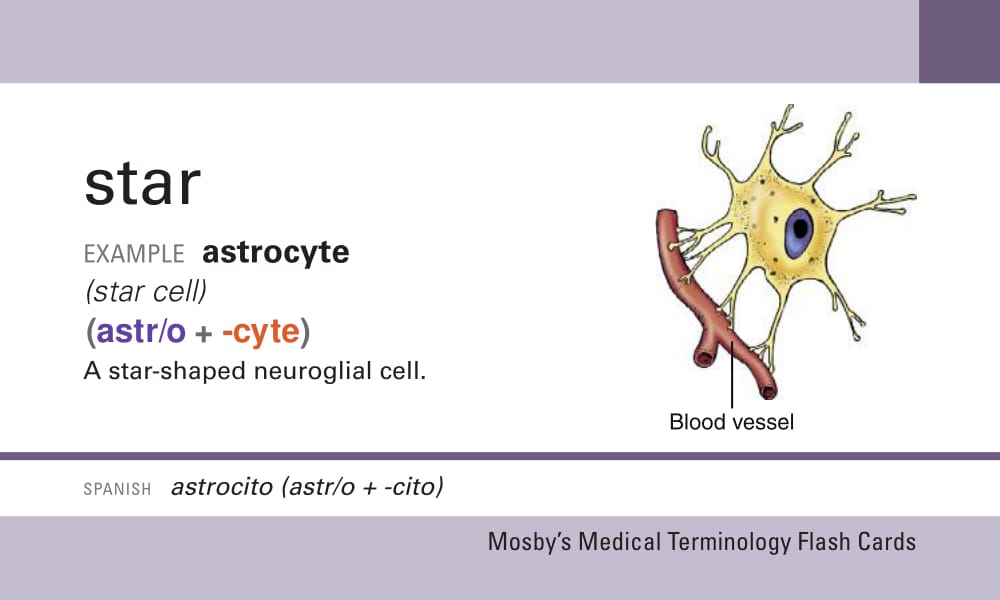 star
EXAMPLE astrocyte
(star cell)
(astr/o + -cyte)
A star-shaped neuroglial cell.
Blood vessel
SPANISH astrocito (astr/o + -cito)
Mosby’s Medical Terminology Flash Cards